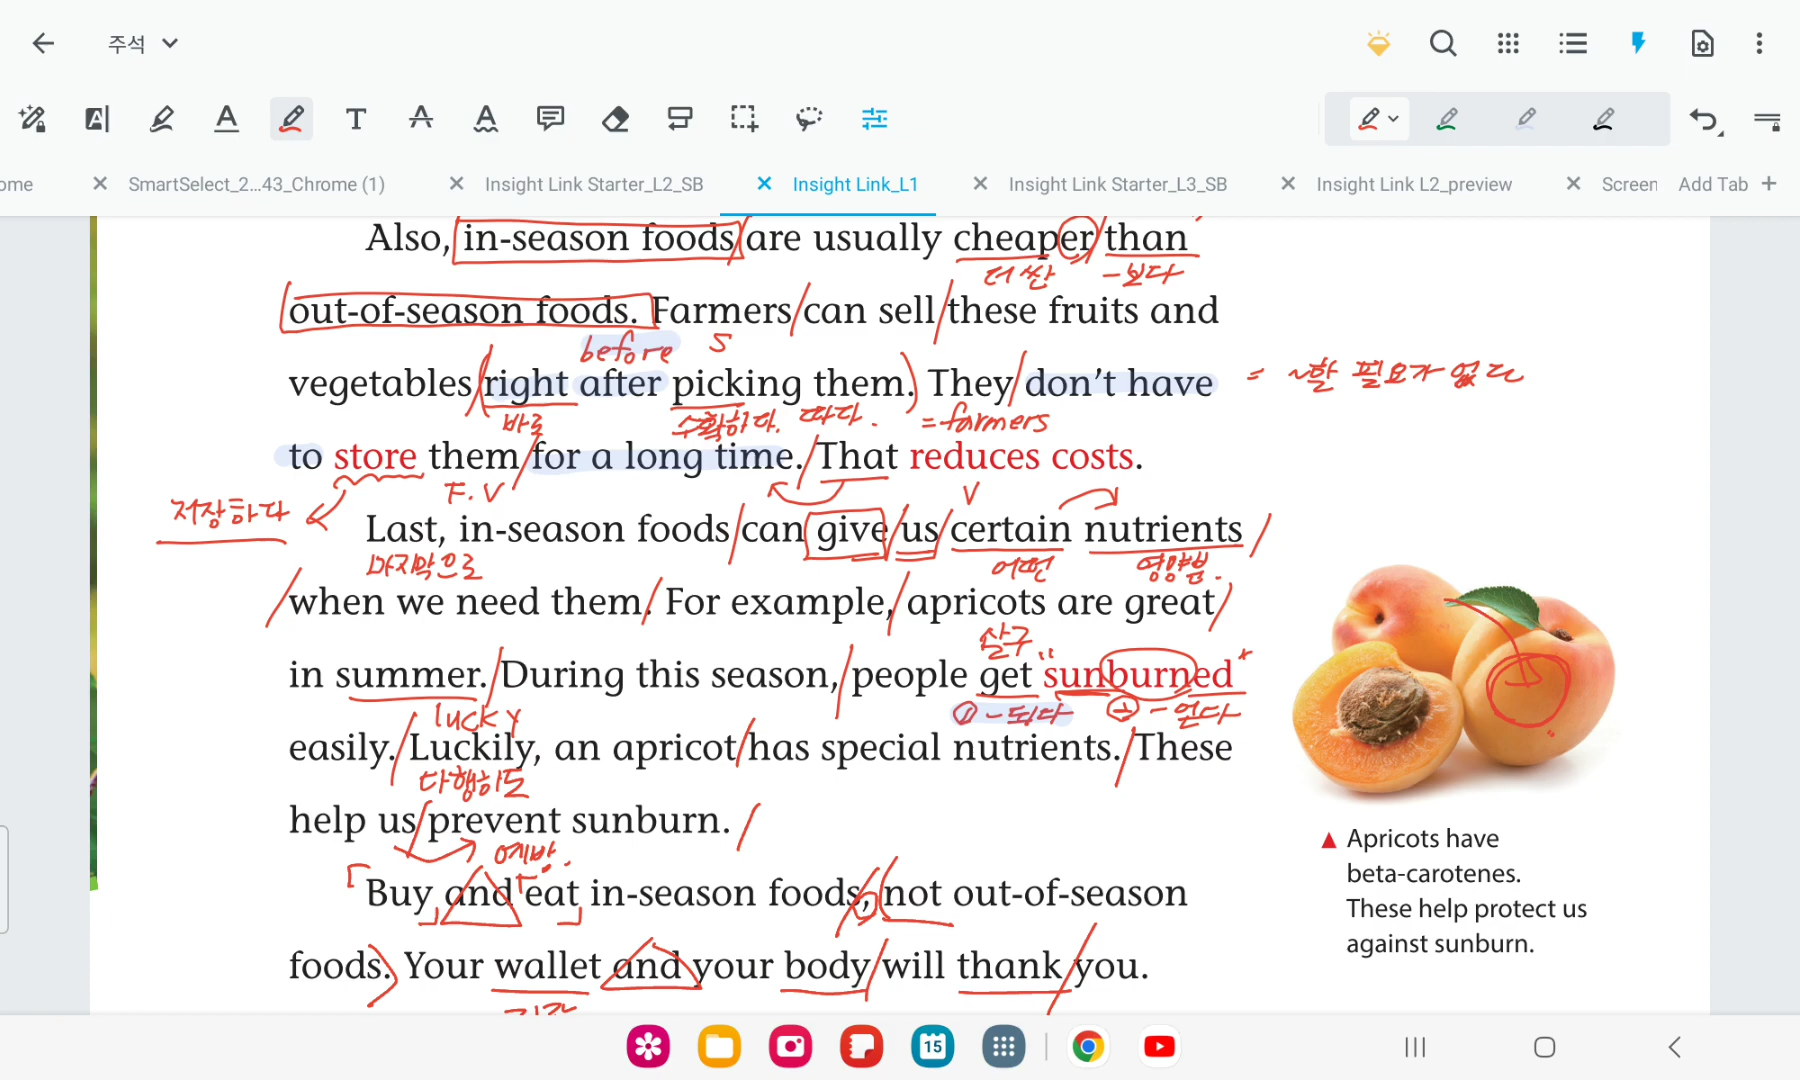 주석
SmartSelect_2...43_Chrome (1)
Insight Link Starter_L2_SB
Insight Link_L1
Insight Link Starter_L3_SB
Insight Link L2_preview
Screen
Add Tab +
Also, in-season foods are usually cheaper than
더 싼 -보다
out-of-season foods. Farmers can sell these fruits and
before S
vegetables right after picking them. They don't have = ~할 필요가 없다
바로 수확하다. 따다. =farmers
to store them for a long time. That reduces costs.
저장하다 F.V V
Last, in-season foods can give us certain nutrients
마지막으로 어떤 영양분.
when we need them. For example, apricots are great
살구
in summer. During this season, people get "sunburned*
lucky ① -되다 ② -얻다
easily. Luckily, an apricot has special nutrients. These
다행히도
help us prevent sunburn.
예방.
Buy and eat in-season foods, not out-of-season
foods. Your wallet and your body will thank you.
▲ Apricots have
beta-carotenes.
These help protect us
against sunburn.
15